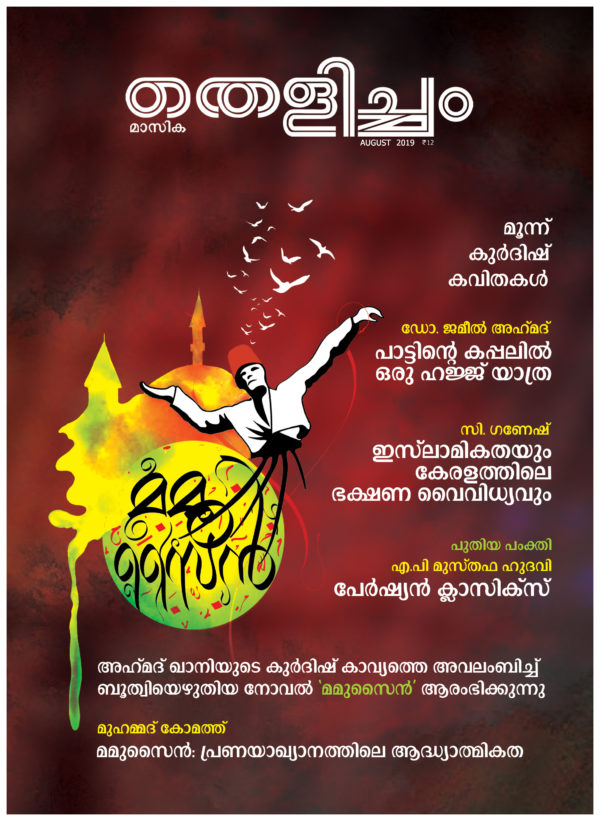 തെളിച്ചം
മാസിക
AUGUST 2019 ₹12
മൂന്ന്
കുർദിഷ്
കവിതകൾ
ഡോ. ജമീൽ അഹ്‌മദ്
പാട്ടിന്റെ കപ്പലിൽ
ഒരു ഹജ്ജ് യാത്ര
സി. ഗണേഷ്
ഇസ്‌ലാമികതയും
കേരളത്തിലെ
ഭക്ഷണ വൈവിധ്യവും
മമൂ
സൈൻ
പുതിയ പംക്തി
എ.പി മുസ്തഫ ഹുദവി
പേർഷ്യൻ ക്ലാസിക്‌സ്
അഹ്‌മദ് ഖാനിയുടെ കുർദിഷ് കാവ്യത്തെ അവലംബിച്ച്
ബൂത്വിയെഴുതിയ നോവൽ ‘മമുസൈൻ’ ആരംഭിക്കുന്നു
മുഹമ്മദ് കോമത്ത്
മമുസൈൻ: പ്രണയാഖ്യാനത്തിലെ ആദ്ധ്യാത്മികത